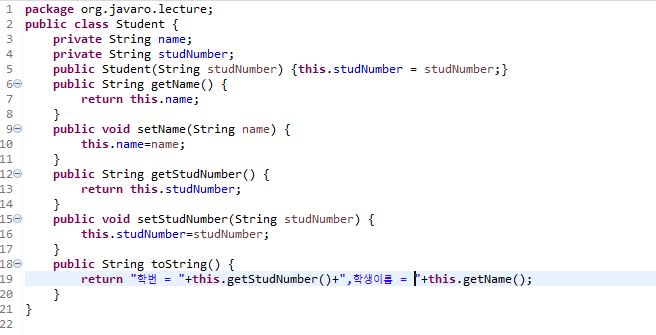 1 package org.javaro.lecture;
2 public class Student {
3     private String name;
4     private String studNumber;
5     public Student(String studNumber) {this.studNumber = studNumber;}
6     public String getName() {
7         return this.name;
8     }
9     public void setName(String name) {
10         this.name=name;
11     }
12     public String getStudNumber() {
13         return this.studNumber;
14     }
15     public void setStudNumber(String studNumber) {
16         this.studNumber=studNumber;
17     }
18     public String toString() {
19         return "학번 = "+this.getStudNumber()+",학생이름 = "+this.getName();
20     }
21 }
22